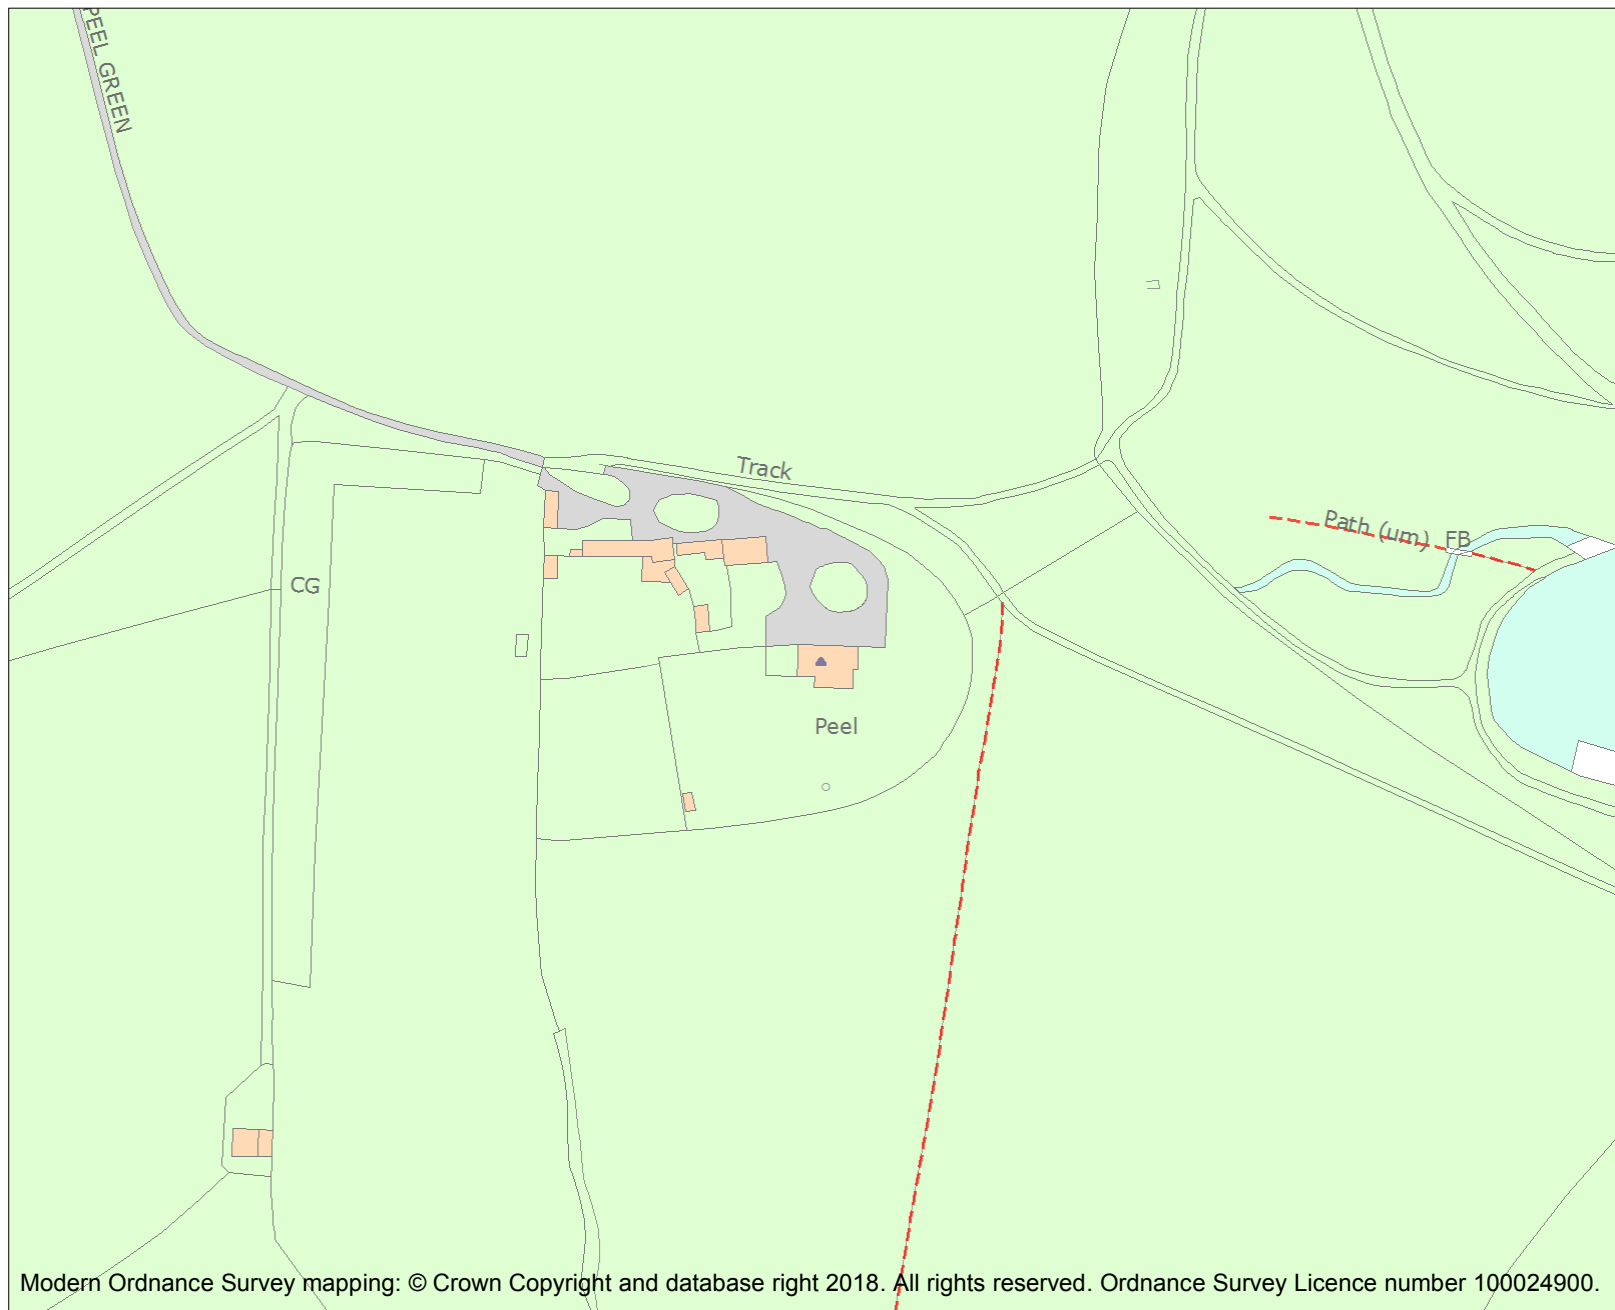 PEEL GREEN
Track
Path (um)
FB
CG
Peel
Modern Ordnance Survey mapping: © Crown Copyright and database right 2018. All rights reserved. Ordnance Survey Licence number 100024900.